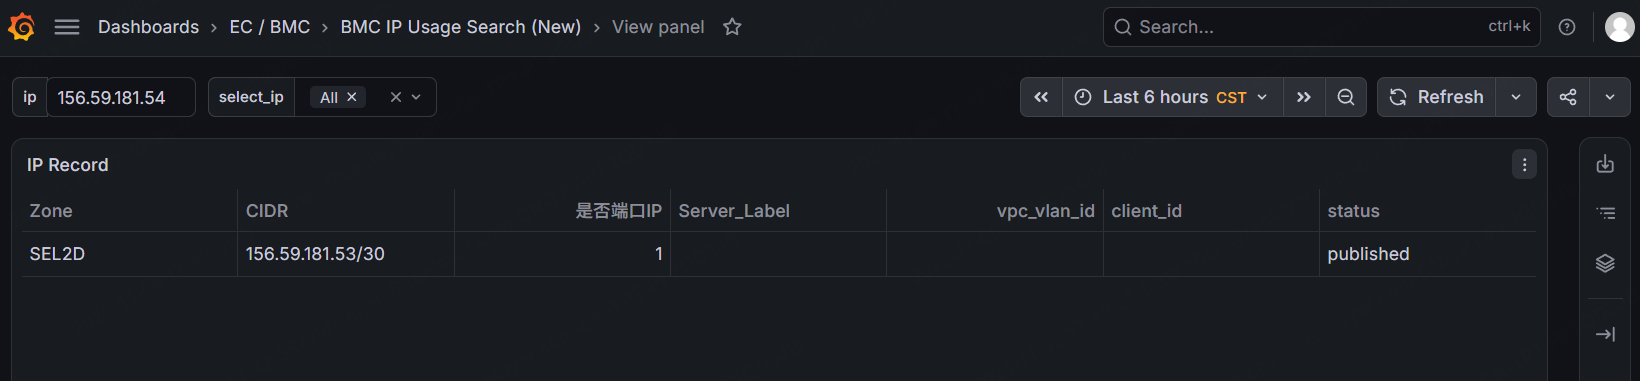 Dashboards › EC / BMC › BMC IP Usage Search (New) › View panel
Search...
ctrl+k
ip
156.59.181.54
select_ip
All
Last 6 hours CST
Refresh
IP Record
Zone CIDR 是否端口IP Server_Label vpc_vlan_id client_id status
SEL2D 156.59.181.53/30 1 published